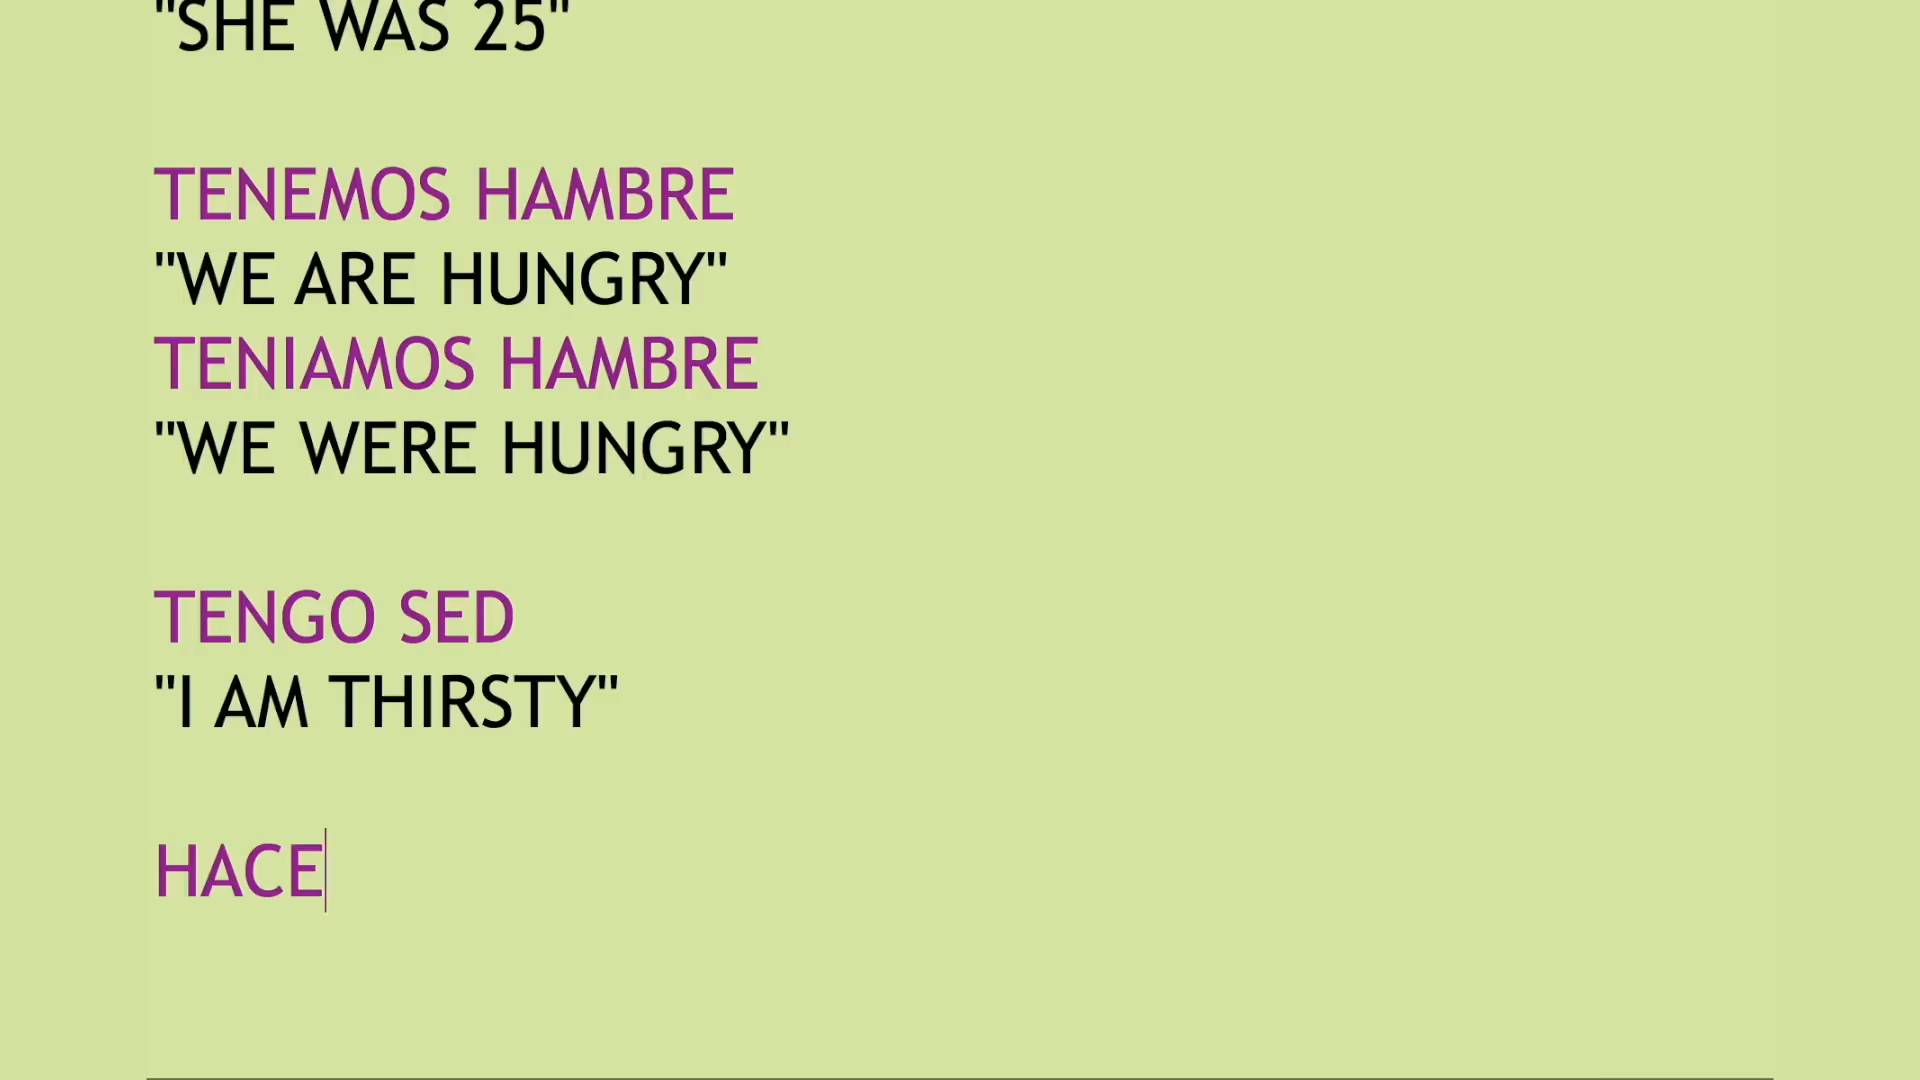 "SHE WAS 25"
TENEMOS HAMBRE
"WE ARE HUNGRY"
TENIAMOS HAMBRE
"WE WERE HUNGRY"
TENGO SED
"I AM THIRSTY"
HACE